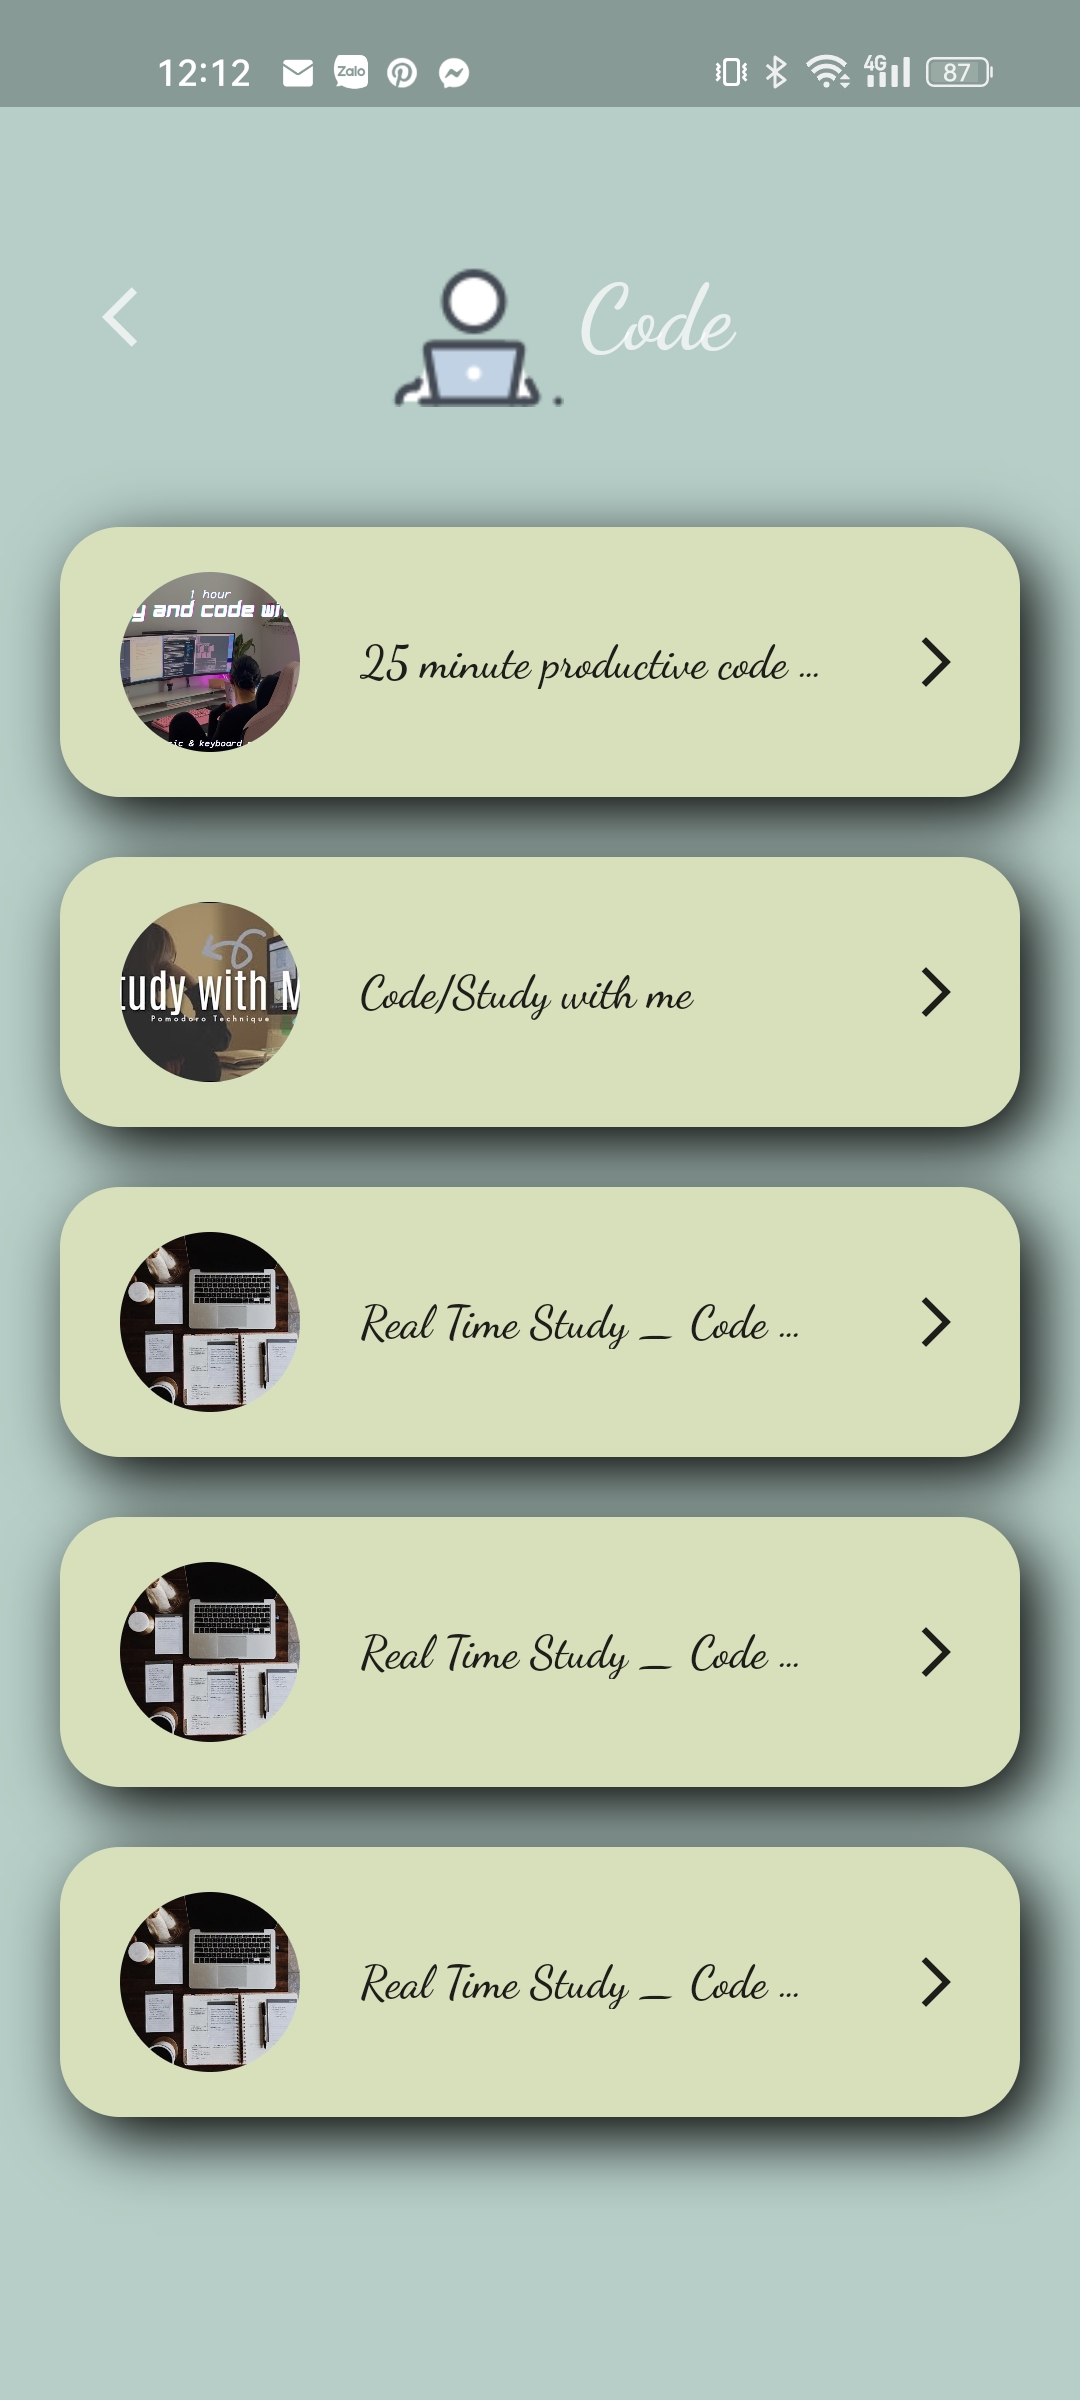 12:12
Zalo
4G
87
Code
1 hour
y and code wi
ic & keyboard
25 minute productive code ...
tudy with M
Pomodoro Technique
Code/Study with me
Real Time Study _ Code ...
Real Time Study _ Code ...
Real Time Study _ Code ...